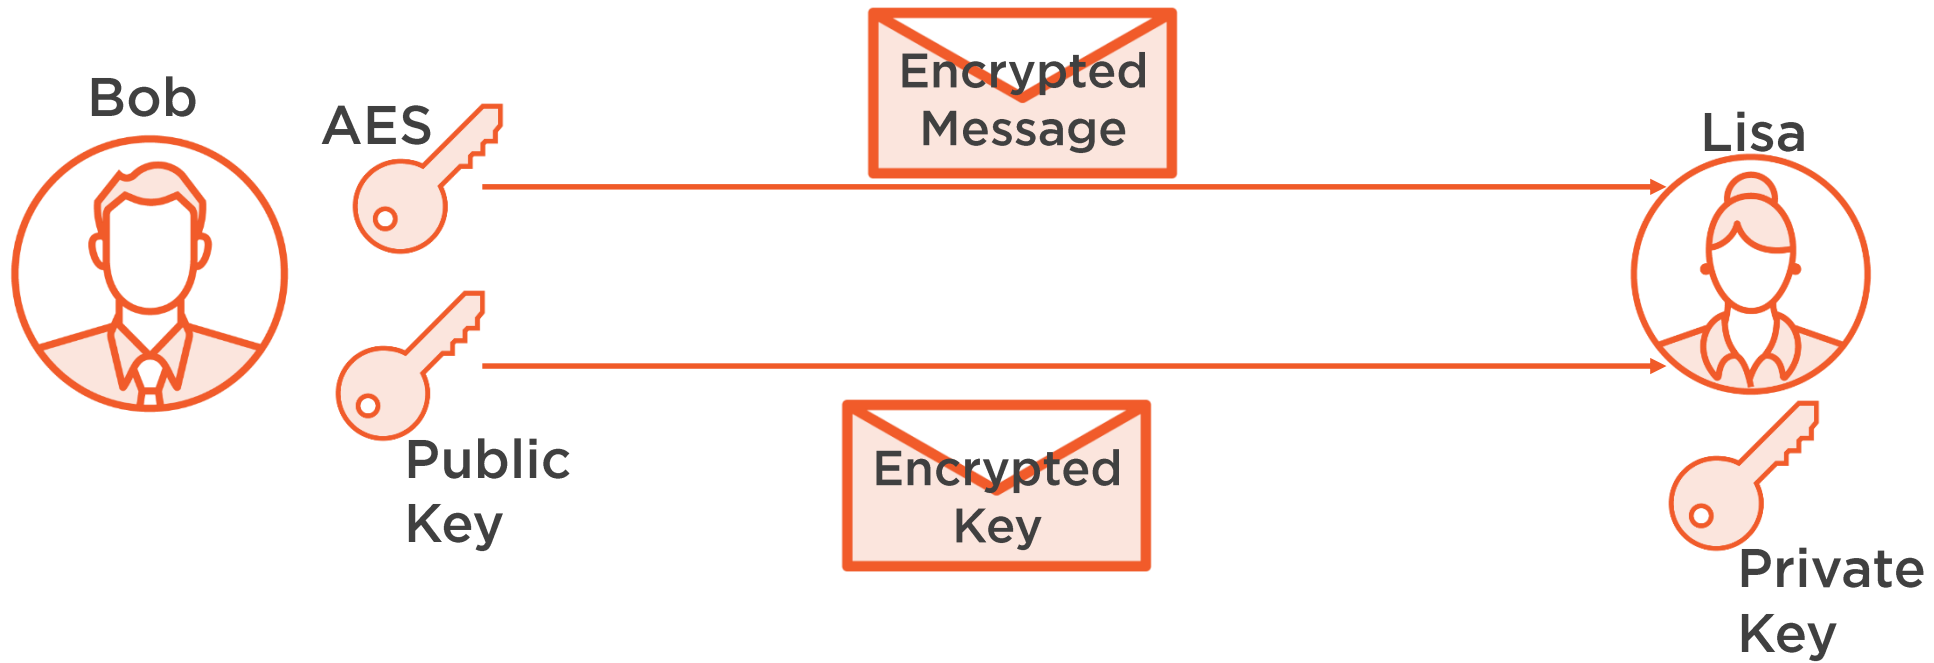 Bob
AES
Encrypted
Message
Lisa
Public
Key
Encrypted
Key
Private
Key